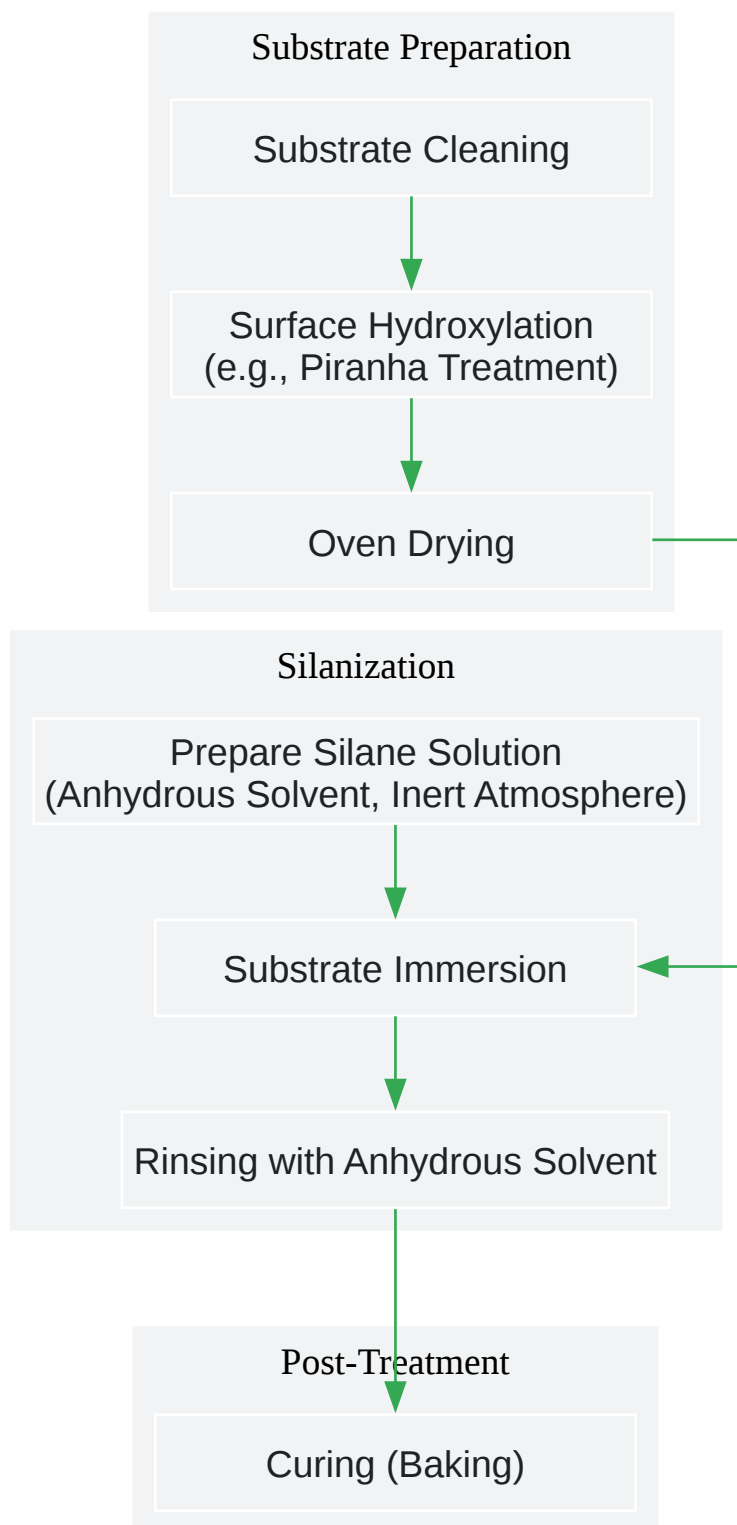 Substrate Preparation
Substrate Cleaning
Surface Hydroxylation
(e.g., Piranha Treatment)
Oven Drying
Silanization
Prepare Silane Solution
(Anhydrous Solvent, Inert Atmosphere)
Substrate Immersion
Rinsing with Anhydrous Solvent
Post-Treatment
Curing (Baking)